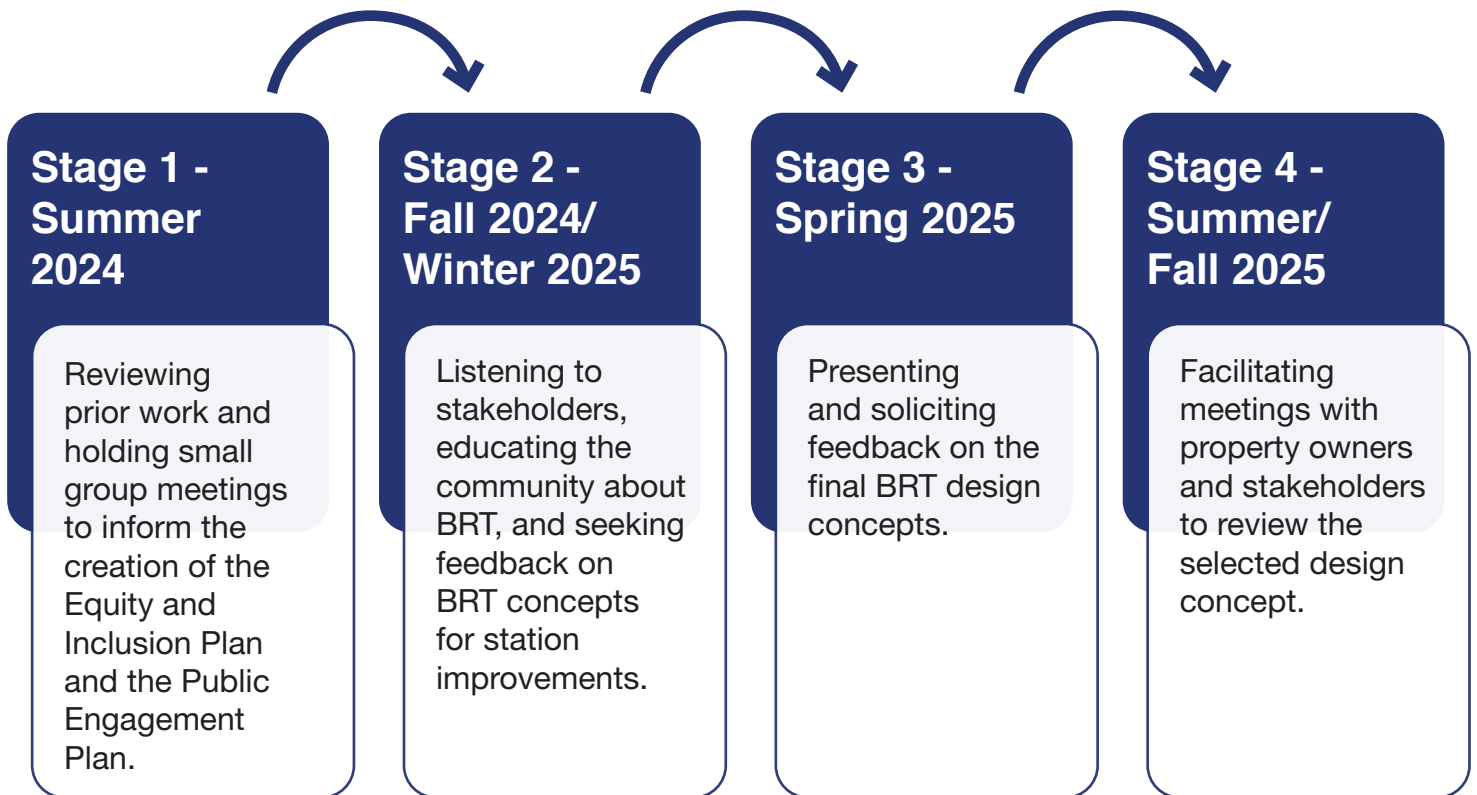 Stage 1 -
Summer
2024
Reviewing
prior work and
holding small
group meetings
to inform the
creation of the
Equity and
Inclusion Plan
and the Public
Engagement
Plan.
Stage 2 -
Fall 2024/
Winter 2025
Listening to
stakeholders,
educating the
community about
BRT, and seeking
feedback on
BRT concepts
for station
improvements.
Stage 3 -
Spring 2025
Presenting
and soliciting
feedback on the
final BRT design
concepts.
Stage 4 -
Summer/
Fall 2025
Facilitating
meetings with
property owners
and stakeholders
to review the
selected design
concept.